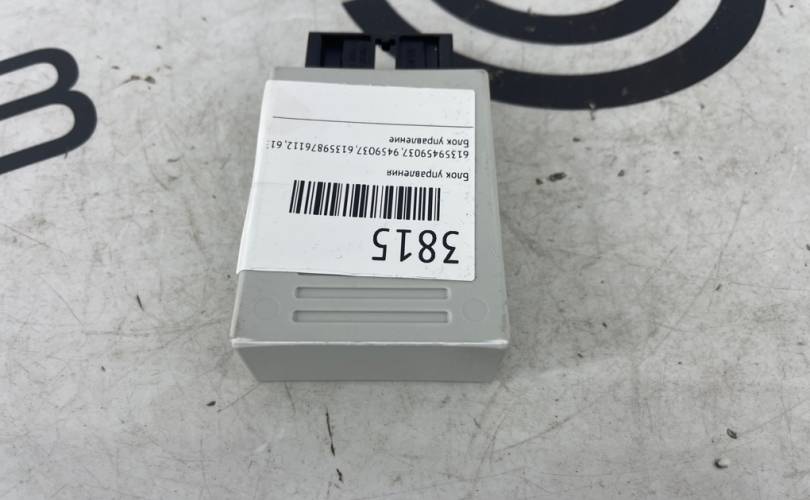 3815
Блок управления
61359459037, 9459037, 61359876112, 61
Блок управление
B